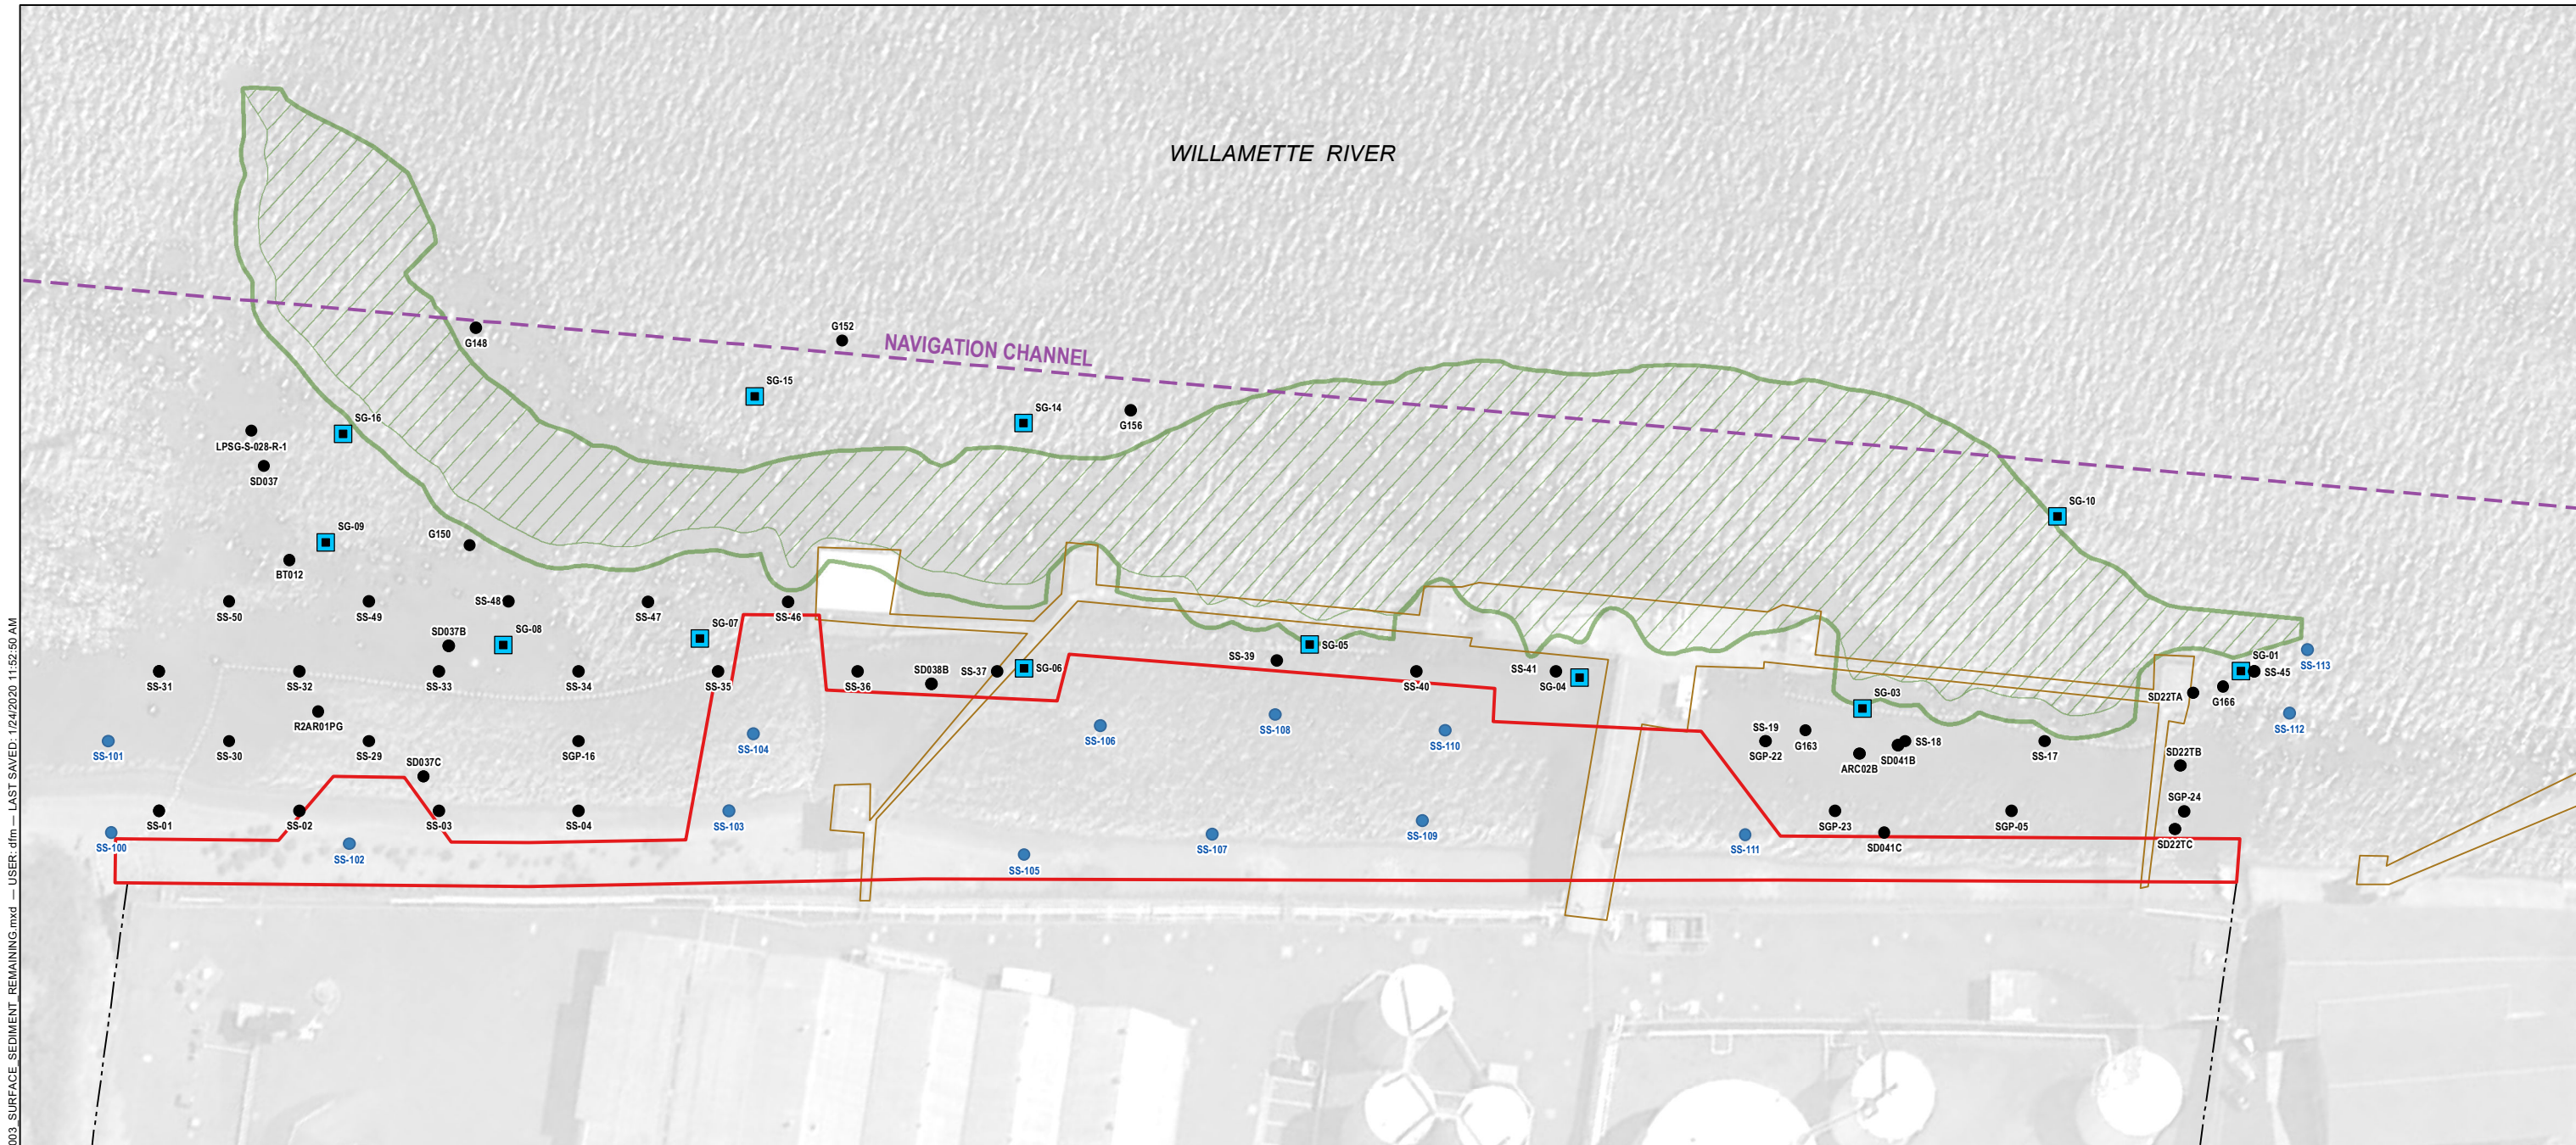 WILLAMETTE RIVER
G152
G148
NAVIGATION CHANNEL
SG-15
SG-14
G156
SG-16
LPSG-S-028-R-1
SD037
SG-10
SG-09
G150
BT012
SS-50
SS-49
SS-48
SS-47
SS-46
SD037B
SG-08
SG-07
SG-05
SS-39
SG-01
SS-113
SS-31
SS-32
SS-33
SS-34
SS-35
SS-36
SD038B
SS-37
SG-06
SS-40
SS-41
SG-04
SS-45
SD22TA
G166
SG-03
R2AR01PG
SS-112
SS-101
SS-30
SS-29
SGP-16
SS-104
SS-106
SS-108
SS-110
SS-19
SGP-22
G163
SS-18
SD041B
ARC02B
SS-17
SD22TB
SD037C
SS-01
SS-02
SS-03
SS-04
SS-103
SGP-23
SGP-05
SGP-24
SS-100
SS-102
SS-105
SS-107
SS-109
SS-111
SD041C
SD22TC
003_SURFACE_SEDIMENT_REMAINING.mxd — USER: dfm — LAST SAVED: 1/24/2020 11:52:50 AM